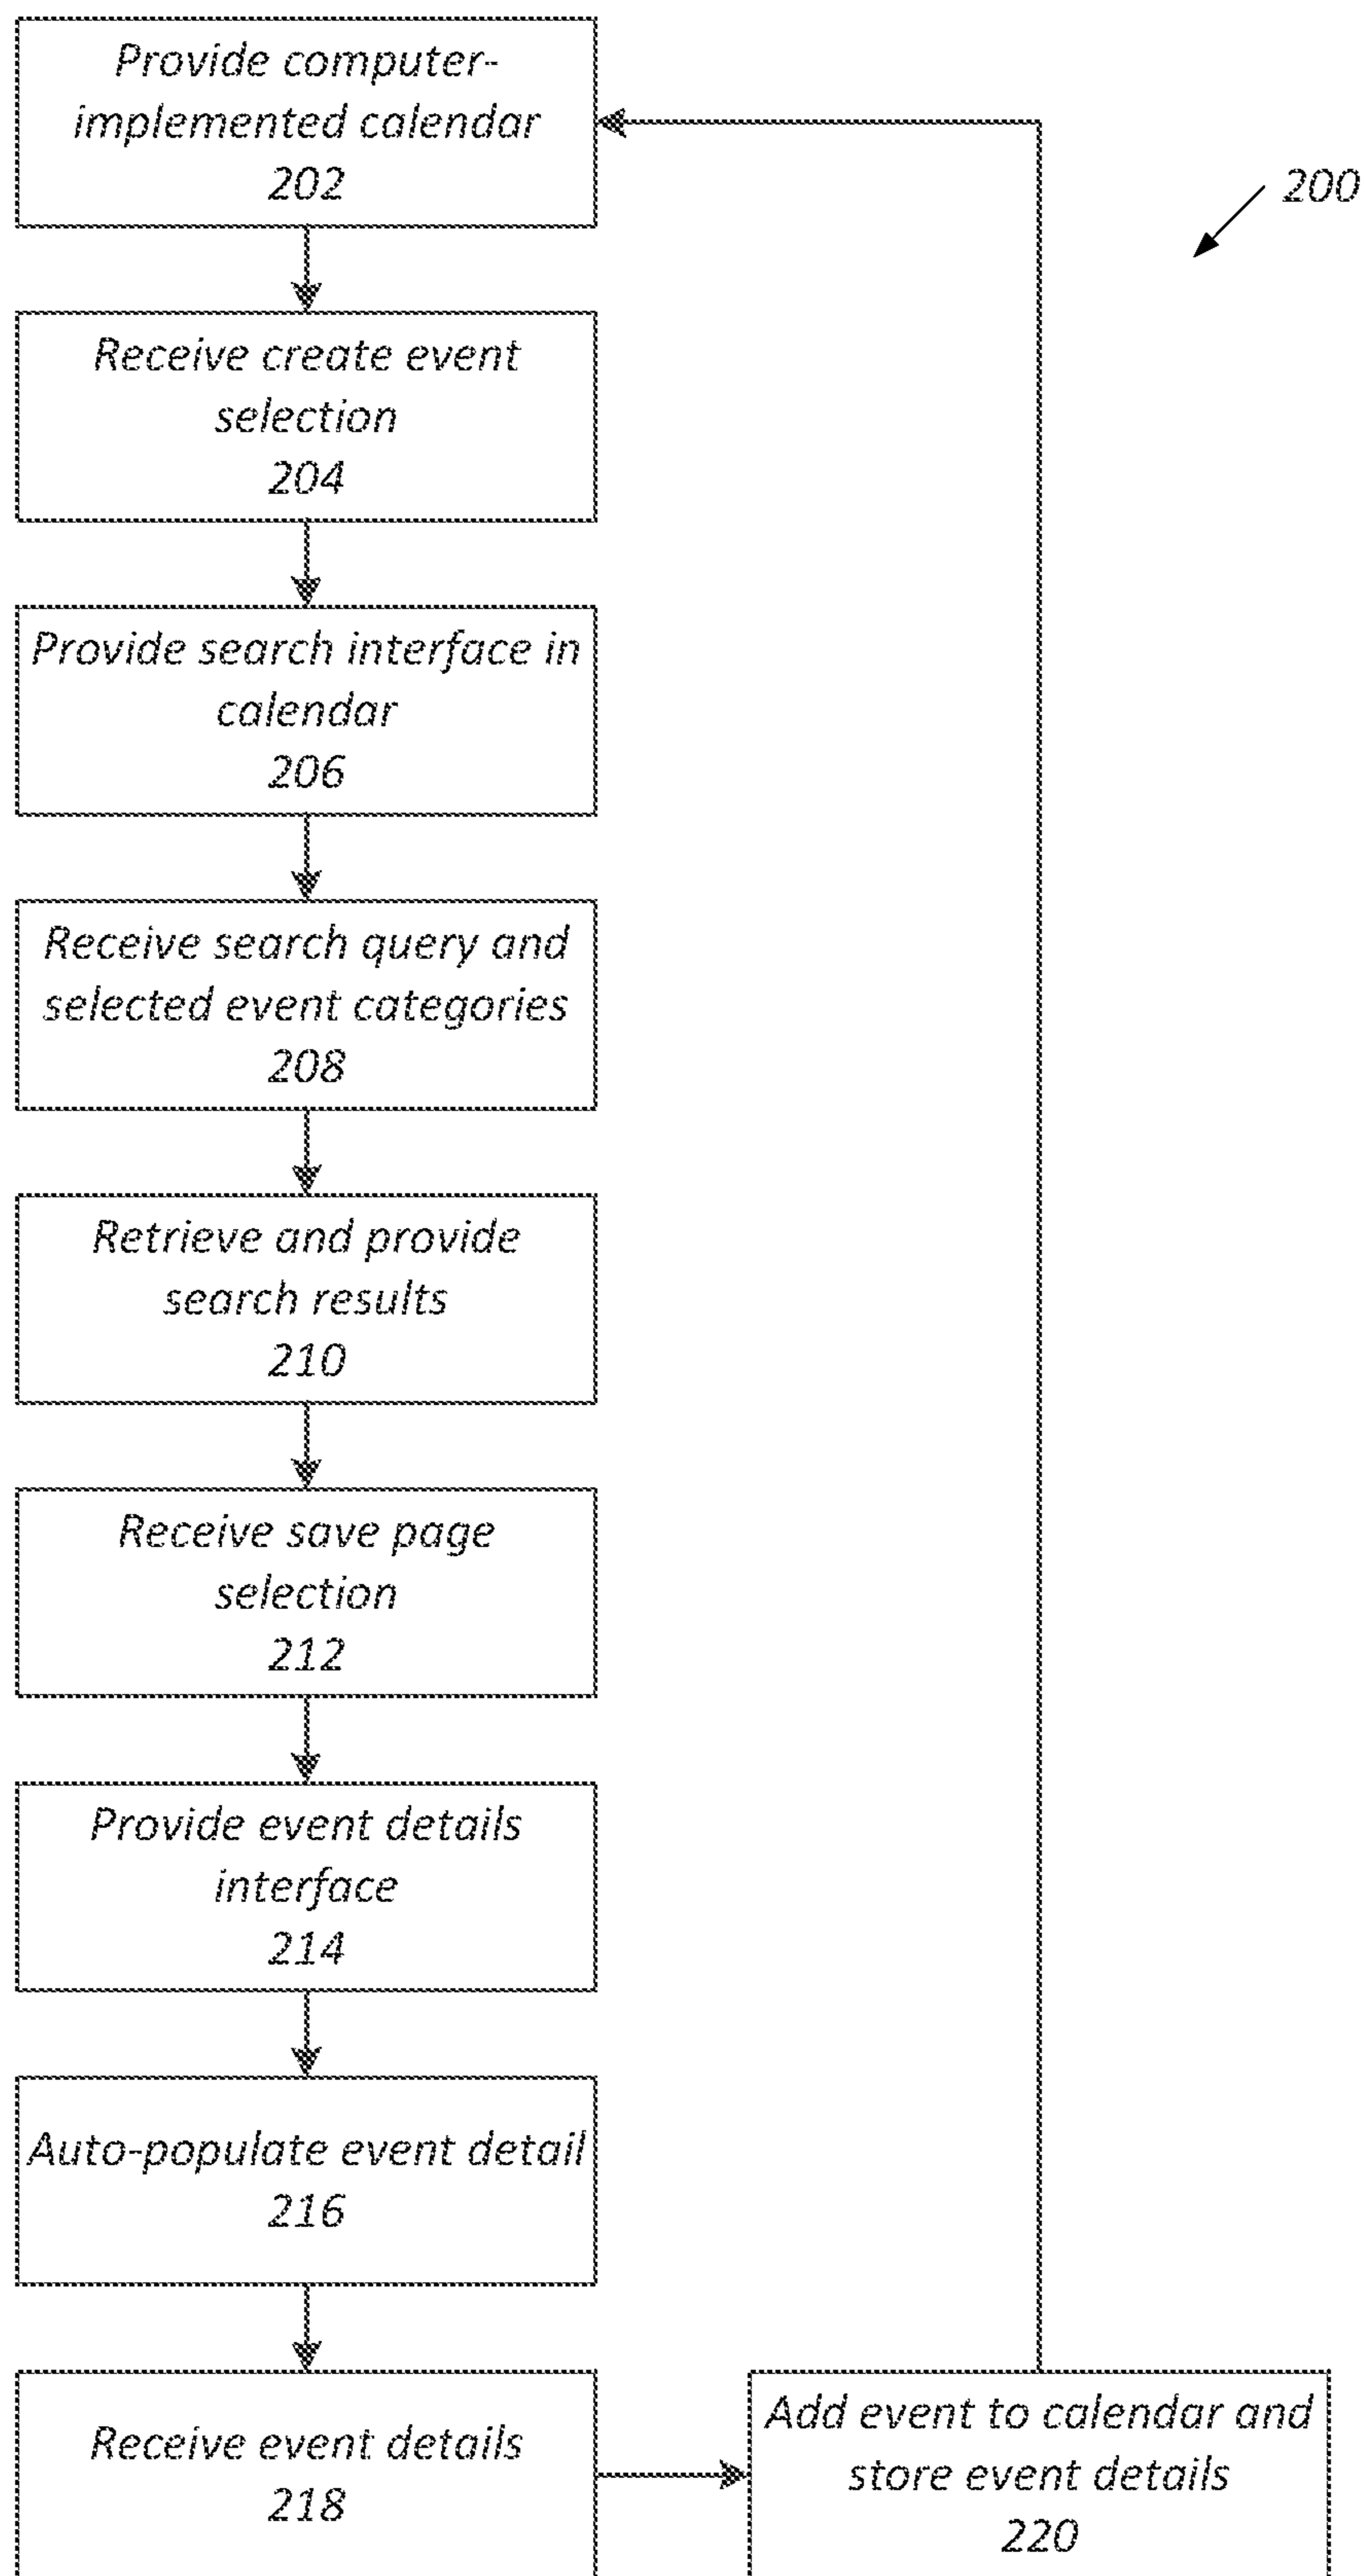 Provide computer-
implemented calendar
202
200
Receive create event
selection
204
Provide search interface in
calendar
206
Receive search query and
selected event categories
208
Retrieve and provide
search results
210
Receive save page
selection
212
Provide event details
interface
214
Auto-populate event detail
216
Receive event details
218
Add event to calendar and
store event details
220